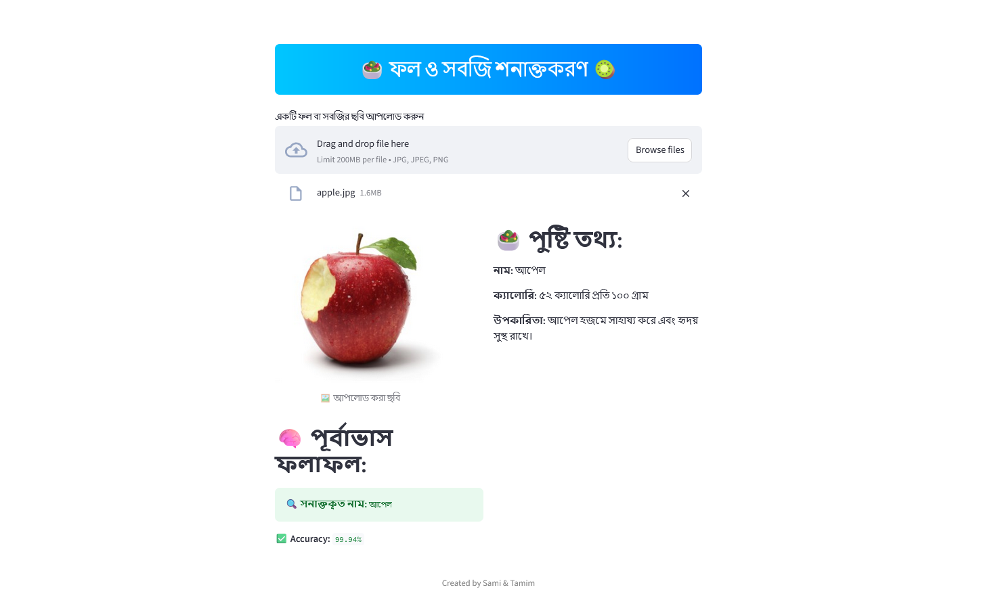 🥗 ফল ও সবজি শনাক্তকরণ 🥝
একটি ফল বা সবজির ছবি আপলোড করুন
Drag and drop file here
Limit 200MB per file • JPG, JPEG, PNG
Browse files
apple.jpg 1.6MB
🖼️ আপলোড করা ছবি
🧠 পূর্বাভাস
ফলাফল:
🔍 সনাক্তকৃত নাম: আপেল
✅ Accuracy: 99.94%
🥗 পুষ্টি তথ্য:
নাম: আপেল
ক্যালোরি: ৫২ ক্যালোরি প্রতি ১০০ গ্রাম
উপকারিতা: আপেল হজমে সাহায্য করে এবং হৃদয়
সুস্থ রাখে।
Created by Sami & Tamim